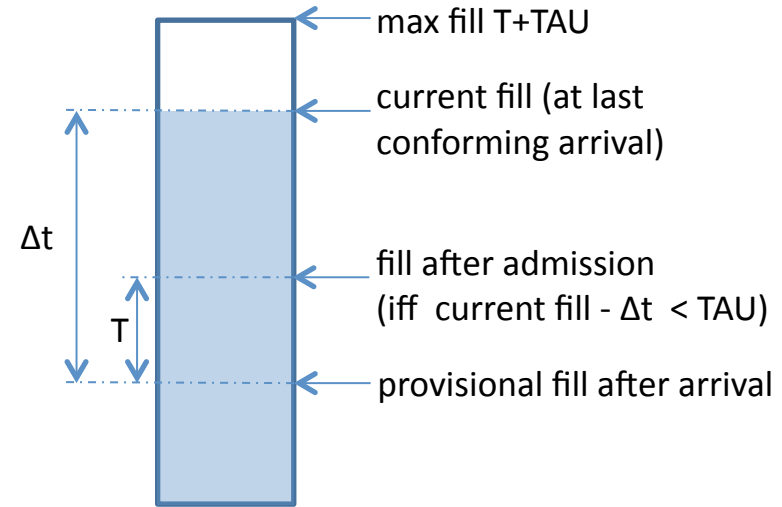 max fill T+TAU
current fill (at last
conforming arrival)
Δt
fill after admission
(iff  current fill - Δt  < TAU)
T
provisional fill after arrival